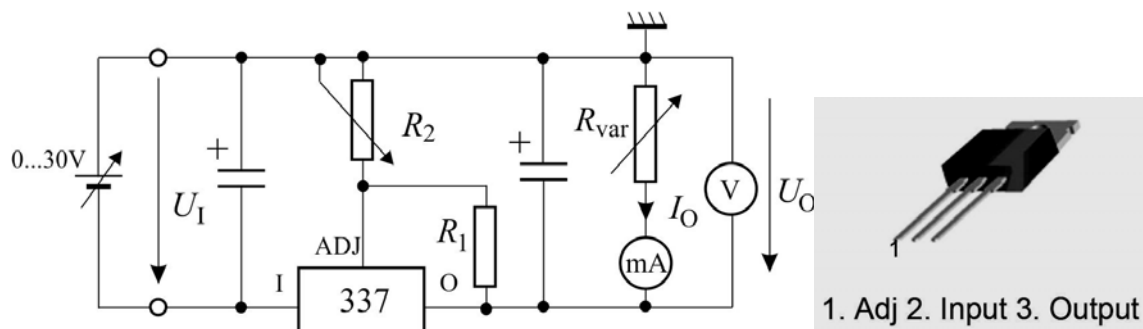 0...30V
+
U_I
R_2
ADJ
R_1
I
337
O
+
R_var
I_O
mA
V
U_O
1
1. Adj 2. Input 3. Output